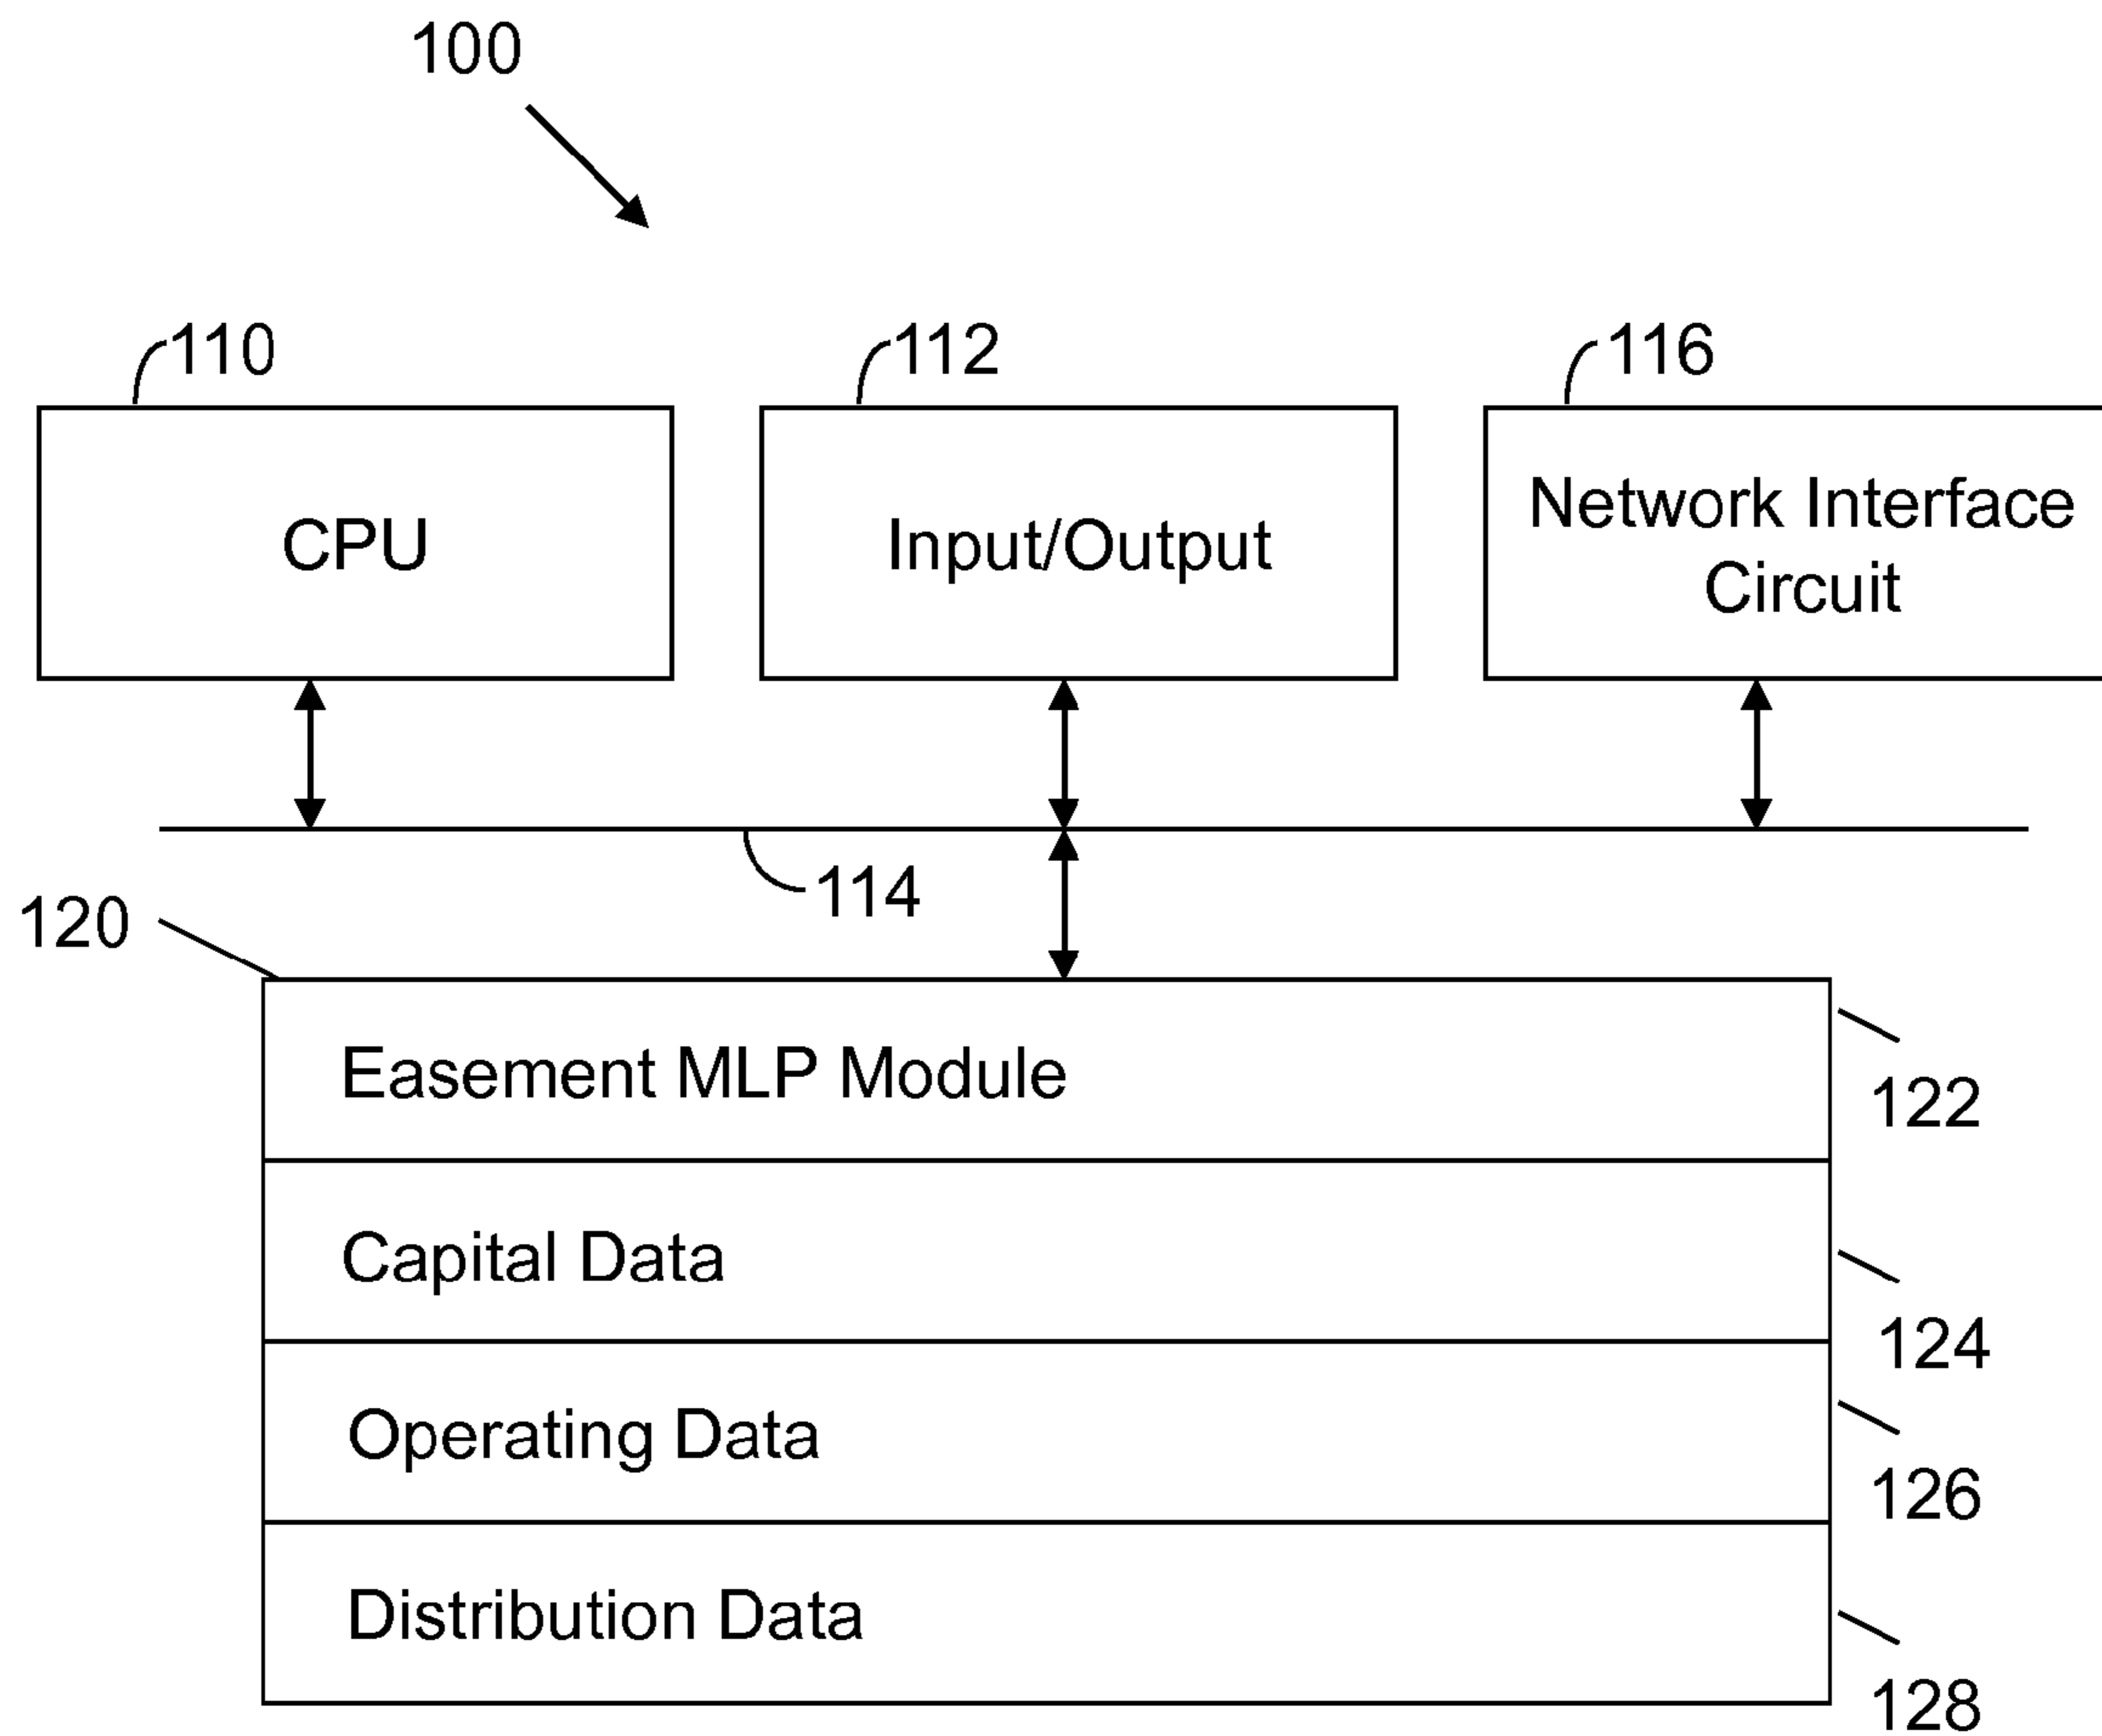 100
110
112
116
CPU
Input/Output
Network Interface
Circuit
114
120
Easement MLP Module
122
Capital Data
124
Operating Data
126
Distribution Data
128